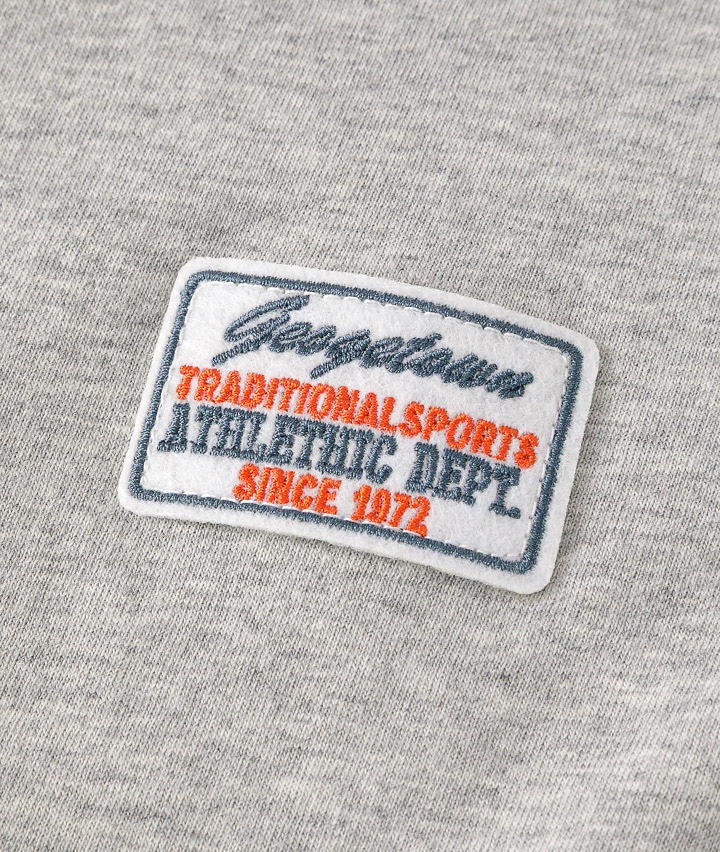 Georgetown
TRADITIONALSPORTS
ATHLETHIC DEPT.
SINCE 1972